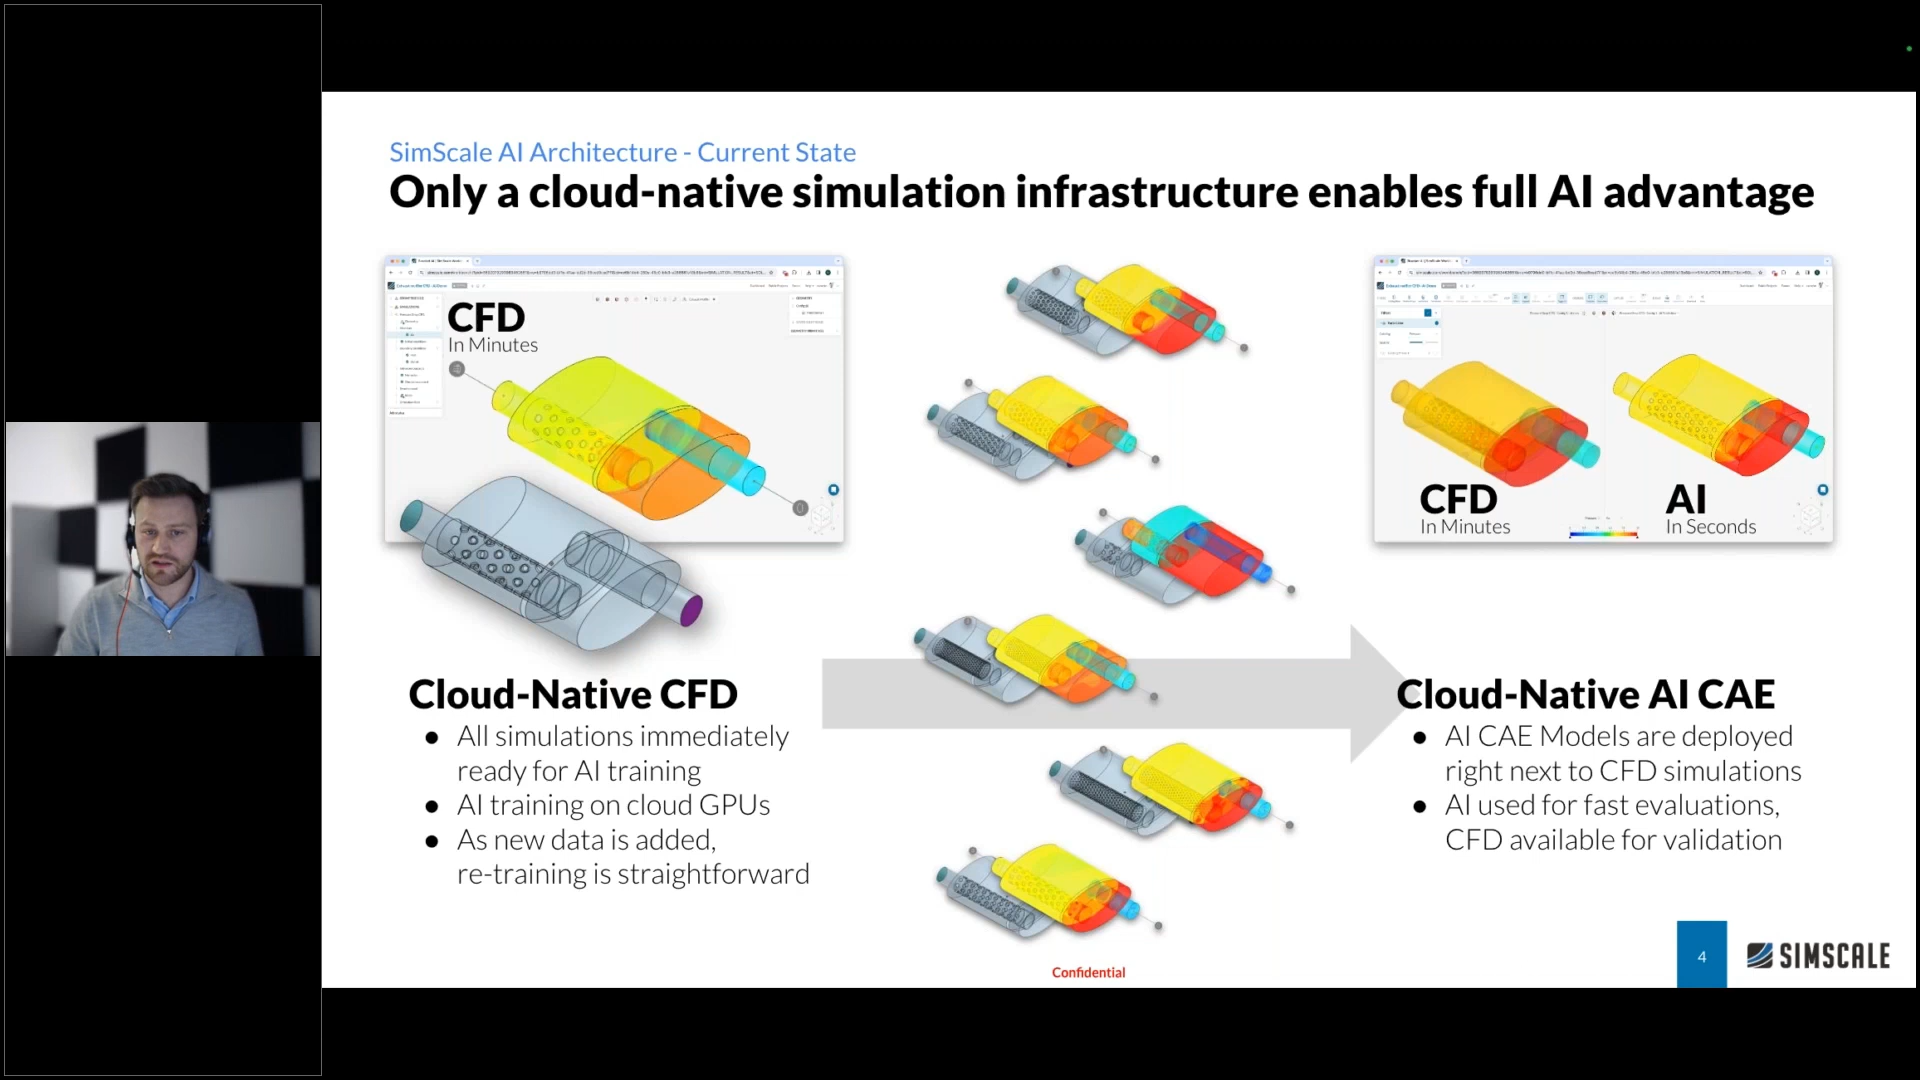 SimScale AI Architecture - Current State
Only a cloud-native simulation infrastructure enables full AI advantage
CFD
In Minutes
CFD
In Minutes
AI
In Seconds
Cloud-Native CFD
● All simulations immediately
ready for AI training
● AI training on cloud GPUs
● As new data is added,
re-training is straightforward
Cloud-Native AI CAE
● AI CAE Models are deployed
right next to CFD simulations
● AI used for fast evaluations,
CFD available for validation
Confidential
4
SIMSCALE